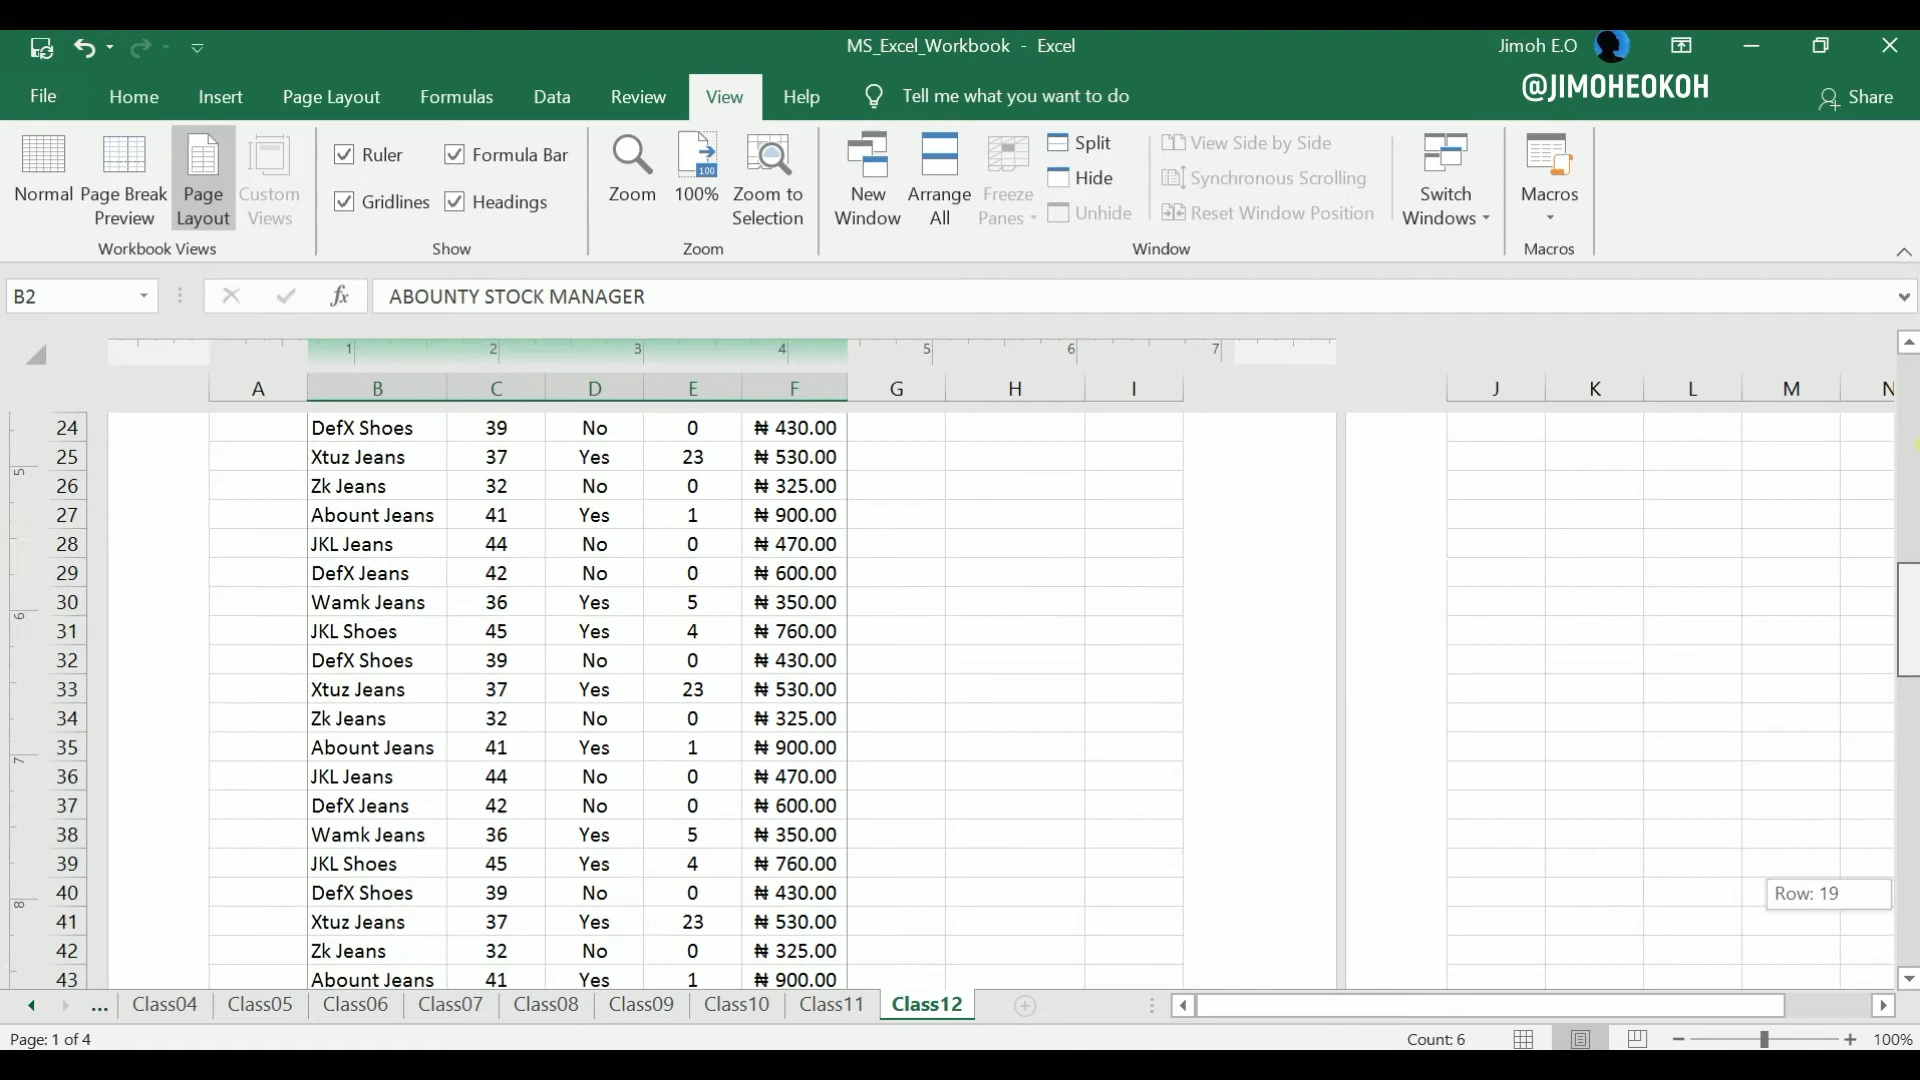 MS_Excel_Workbook - Excel
Jimoh E.O
@JIMOHEOKOH
File Home Insert Page Layout Formulas Data Review View Help Tell me what you want to do Share
Normal Page Break Preview Page Layout Custom Views
Workbook Views
Ruler Formula Bar
Gridlines Headings
Show
Zoom 100% Zoom to Selection
100
Zoom
New Window Arrange All Freeze Panes
Split
Hide
Unhide
View Side by Side
Synchronous Scrolling
Reset Window Position
Window
Switch Windows
Macros
Macros
B2 fx ABOUNTY STOCK MANAGER
1 2 3 4 5 6 7
A B C D E F G H I J K L M N
24 DefX Shoes 39 No 0 ₦ 430.00
25 Xtuz Jeans 37 Yes 23 ₦ 530.00
26 Zk Jeans 32 No 0 ₦ 325.00
27 Abount Jeans 41 Yes 1 ₦ 900.00
28 JKL Jeans 44 No 0 ₦ 470.00
29 DefX Jeans 42 No 0 ₦ 600.00
30 Wamk Jeans 36 Yes 5 ₦ 350.00
31 JKL Shoes 45 Yes 4 ₦ 760.00
32 DefX Shoes 39 No 0 ₦ 430.00
33 Xtuz Jeans 37 Yes 23 ₦ 530.00
34 Zk Jeans 32 No 0 ₦ 325.00
35 Abount Jeans 41 Yes 1 ₦ 900.00
36 JKL Jeans 44 No 0 ₦ 470.00
37 DefX Jeans 42 No 0 ₦ 600.00
38 Wamk Jeans 36 Yes 5 ₦ 350.00
39 JKL Shoes 45 Yes 4 ₦ 760.00
40 DefX Shoes 39 No 0 ₦ 430.00
41 Xtuz Jeans 37 Yes 23 ₦ 530.00
42 Zk Jeans 32 No 0 ₦ 325.00
43 Abount Jeans 41 Yes 1 ₦ 900.00
5
6
7
8
Row: 19
... Class04 Class05 Class06 Class07 Class08 Class09 Class10 Class11 Class12
Page: 1 of 4 Count: 6 100%